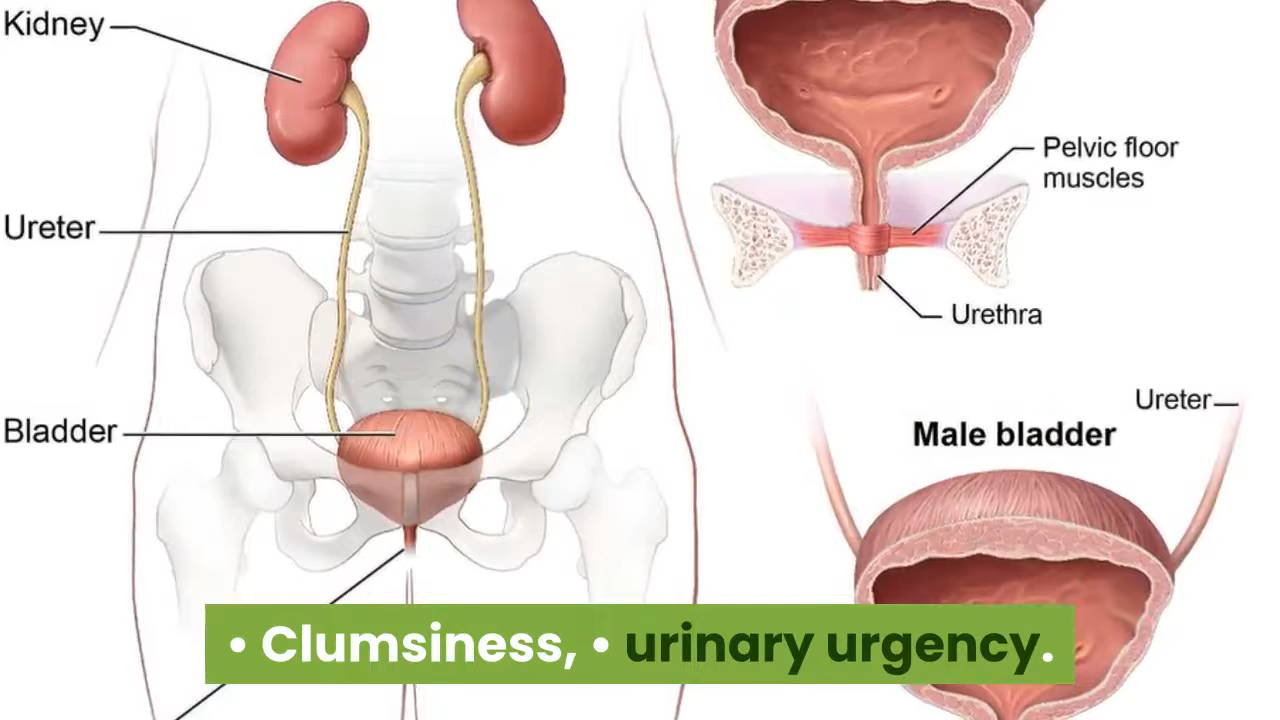 Kidney
Ureter
Bladder
Pelvic floor
muscles
Urethra
Ureter
Male bladder
• Clumsiness, • urinary urgency.